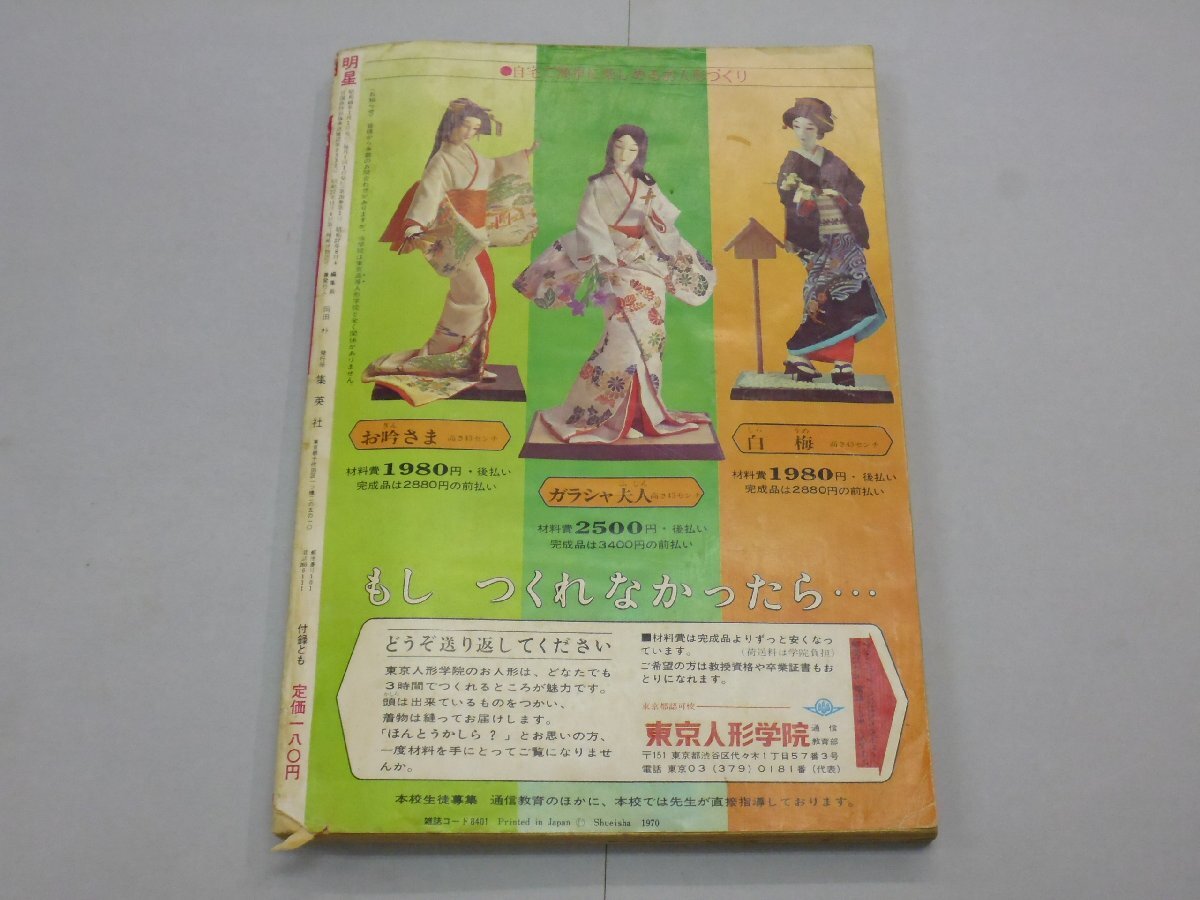 ●自宅で
づくり
お吟さま 高さ45センチ
材料費1980円・後払い
完成品は2880円の前払い
ガラシャ夫人 高さ45センチ
材料費2500円・後払い
完成品は3400円の前払い
白梅 高さ45センチ
材料費1980円・後払い
完成品は2880円の前払い
もし つくれなかったら…
どうぞ送り返してください
東京人形学院のお人形は、どなたでも
3時間でつくれるところが魅力です。
頭は出来ているものをつかい、
着物は縫ってお届けします。
「ほんとうかしら?」とお思いの方、
一度材料を手にとってご覧になりませ
んか。
■材料費は完成品よりずっと安くなっ
ています。 (荷送料は学院負担)
ご希望の方は教授資格や卒業証書もお
とりになれます。
東京都認可校
東京人形学院 通信教育部
〒151 東京都渋谷区代々木1丁目57番3号
電話 東京03(379)0181番(代表)
本校生徒募集 通信教育のほかに、本校では先生が直接指導しております。
雑誌コード8401 Printed in Japan © Shueisha 1970
明星
集英社
付録とも
定価一八〇円